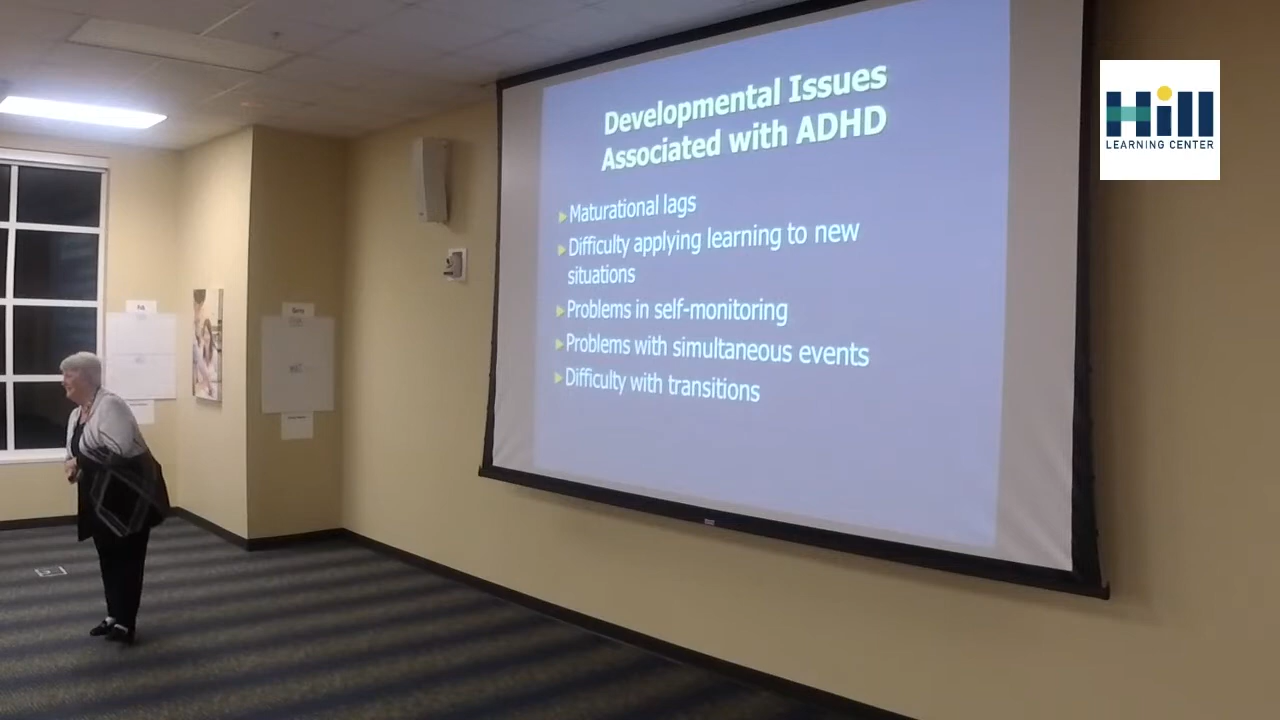 Developmental Issues
Associated with ADHD
Maturational lags
Difficulty applying learning to new
situations
Problems in self-monitoring
Problems with simultaneous events
Difficulty with transitions
Hill
LEARNING CENTER